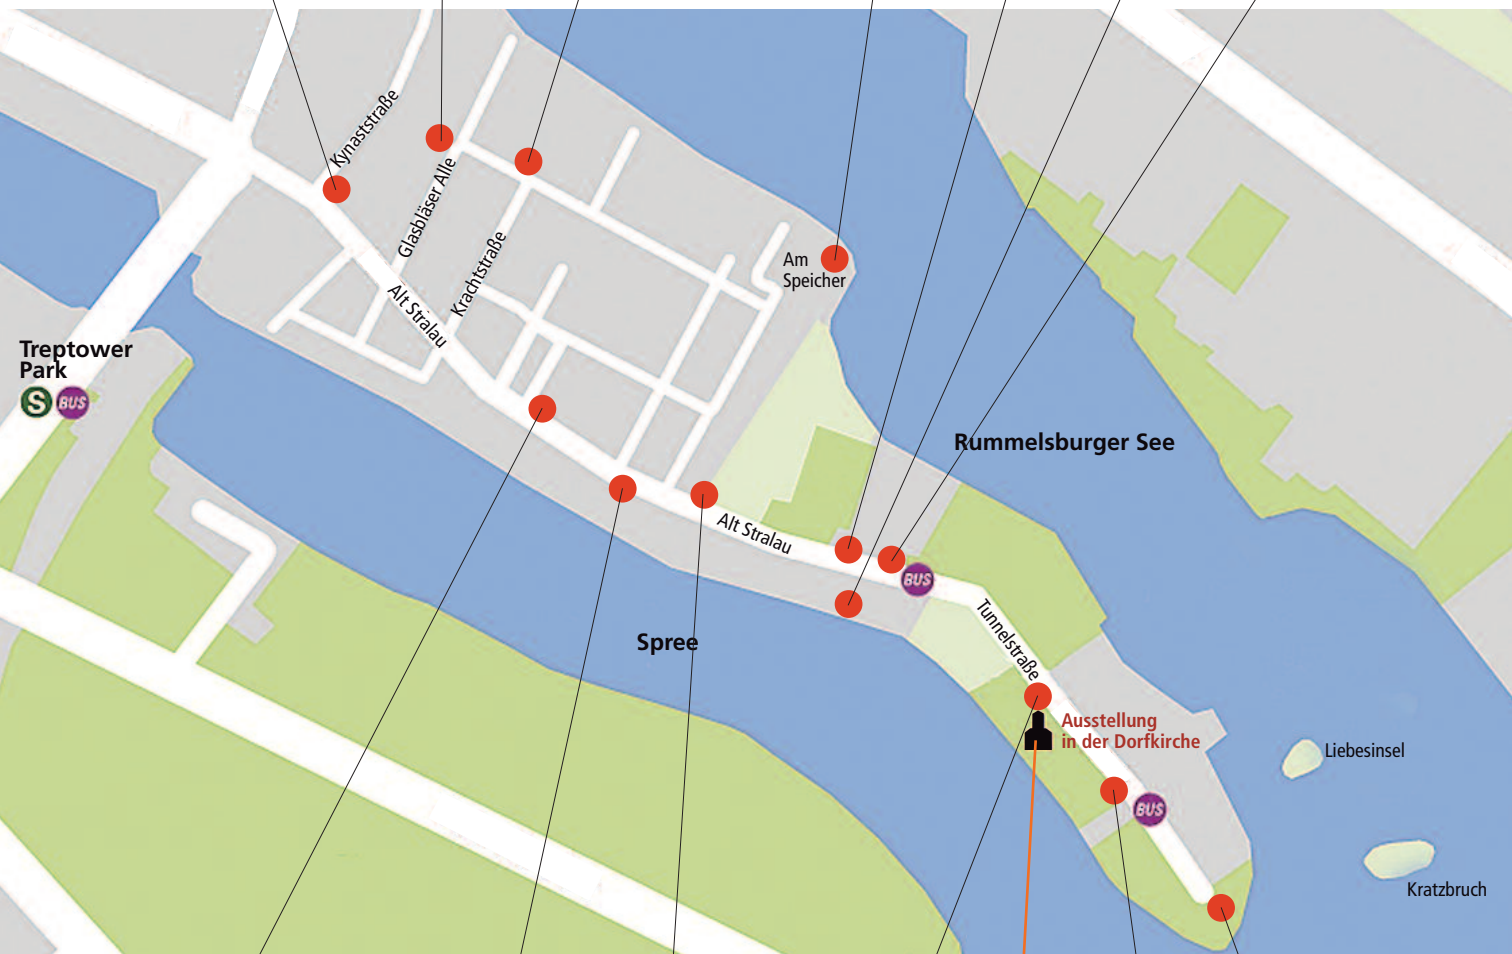 Kynaststraße
Glasbläser Alle
Krachtstraße
Alt Stralau
Am
Speicher
Treptower
Park
S BUS
Rummelsburger See
Alt Stralau
BUS
Tunnelstraße
Spree
Ausstellung
in der Dorfkirche
Liebesinsel
BUS
Kratzbruch